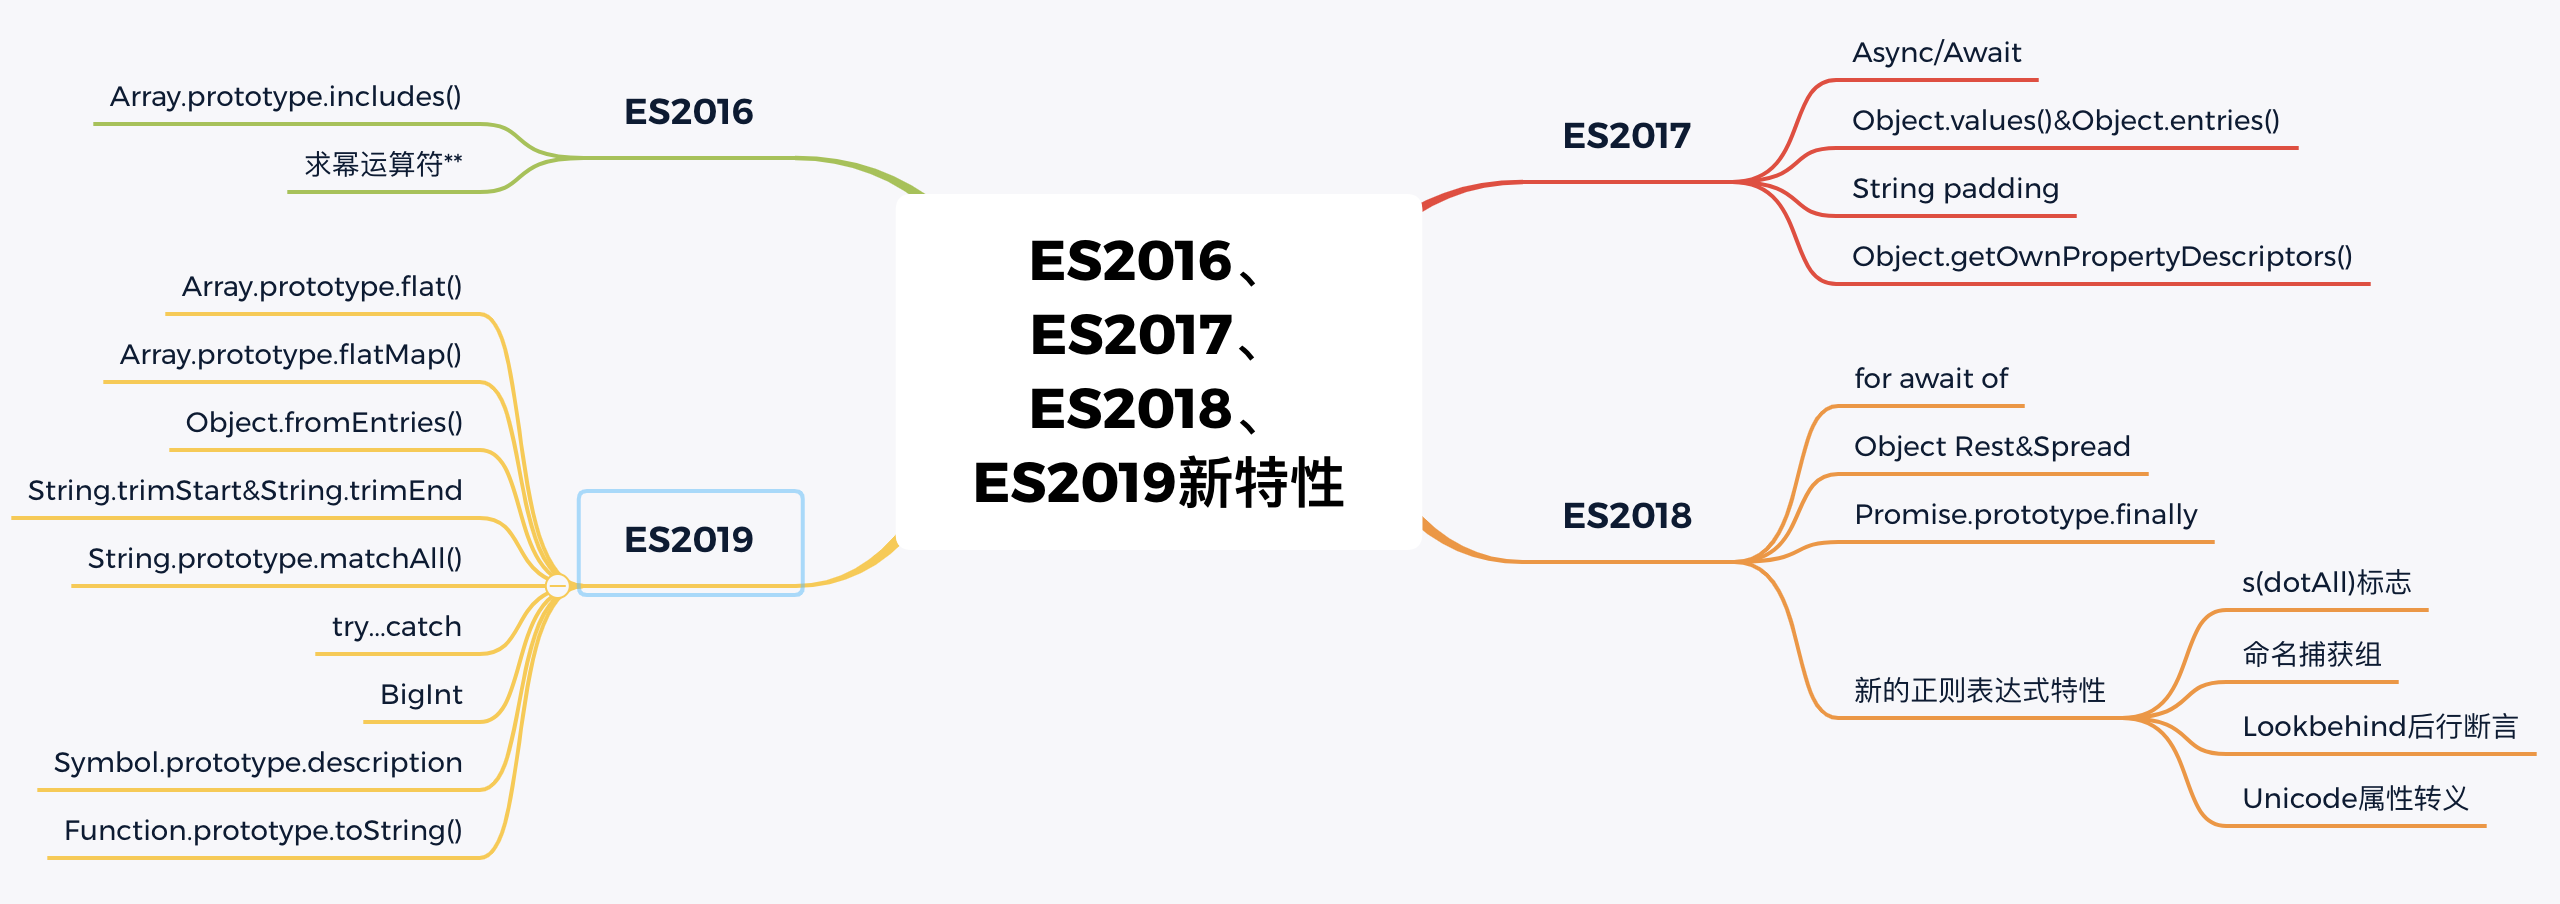 ES2016、
ES2017、
ES2018、
ES2019新特性
ES2016
Array.prototype.includes()
求幂运算符**
ES2017
Async/Await
Object.values()&Object.entries()
String padding
Object.getOwnPropertyDescriptors()
ES2018
for await of
Object Rest&Spread
Promise.prototype.finally
新的正则表达式特性
s(dotAll)标志
命名捕获组
Lookbehind后行断言
Unicode属性转义
ES2019
Array.prototype.flat()
Array.prototype.flatMap()
Object.fromEntries()
String.trimStart&String.trimEnd
String.prototype.matchAll()
try...catch
BigInt
Symbol.prototype.description
Function.prototype.toString()